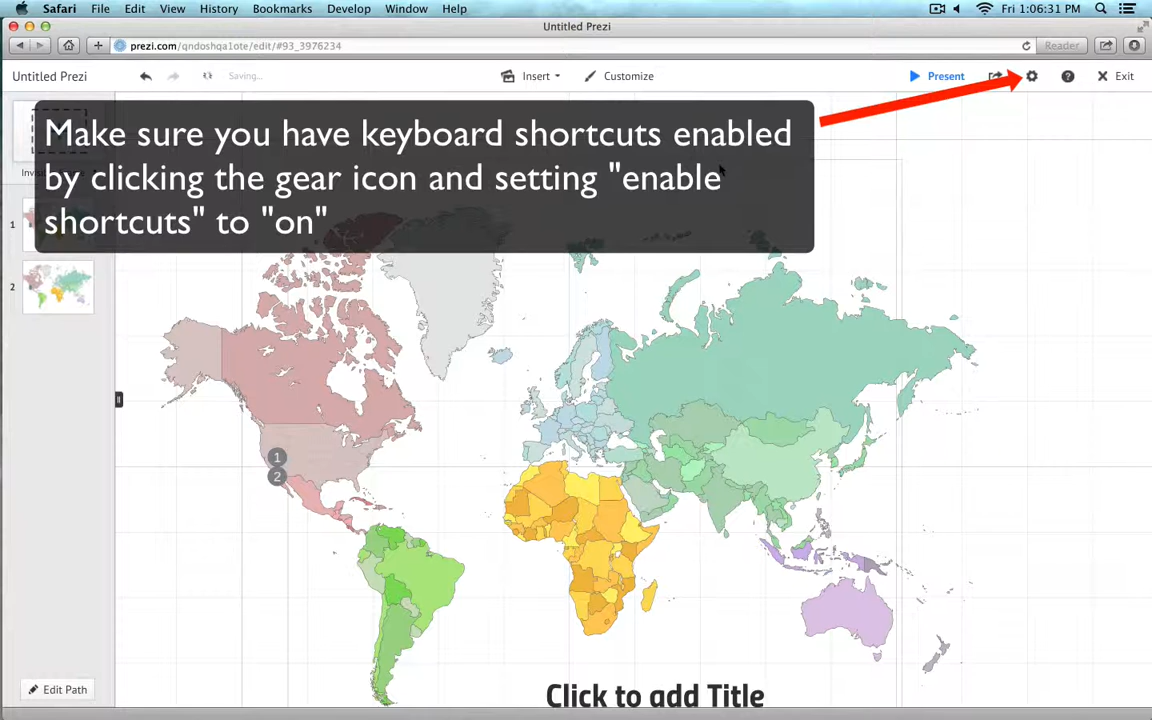 Safari File Edit View History Bookmarks Develop Window Help Fri 1:06:31 PM
Untitled Prezi
prezi.com/qndoshqa1ote/edit/#93_3976234 Reader
Untitled Prezi Saving... Insert Customize Present Exit
Make sure you have keyboard shortcuts enabled
by clicking the gear icon and setting "enable
shortcuts" to "on"
1
2
1
2
Edit Path
Click to add Title